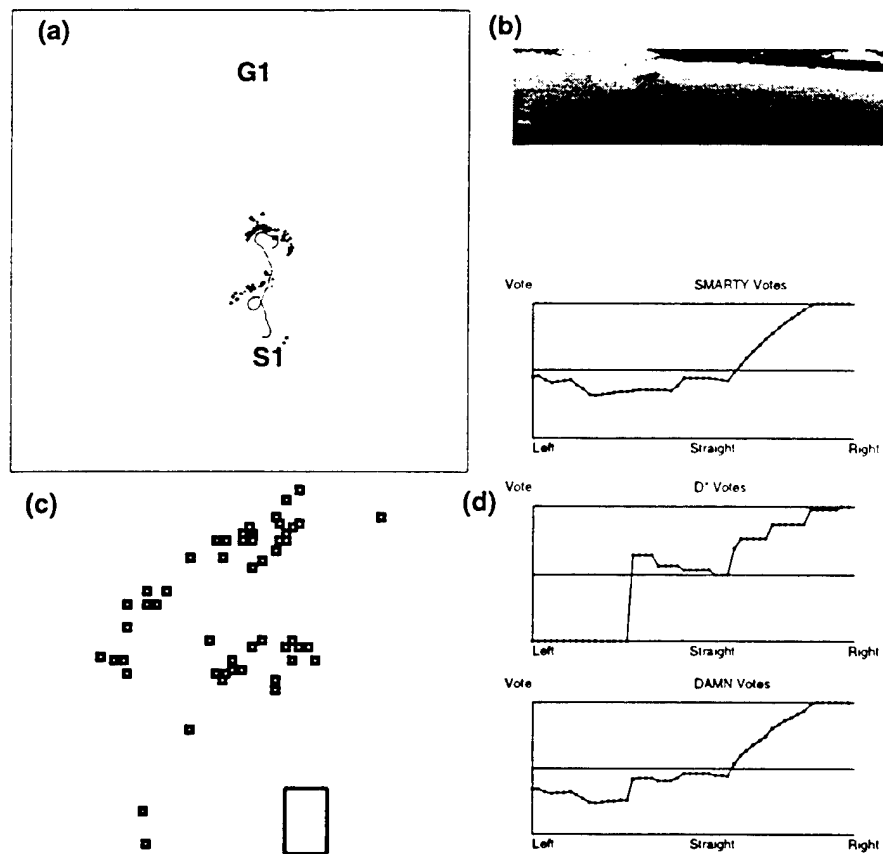 (a)
G1
S1
(b)
Vote SMARTY Votes
Left Straight Right
(c)
(d)
Vote D* Votes
Left Straight Right
Vote DAMN Votes
Left Straight Right